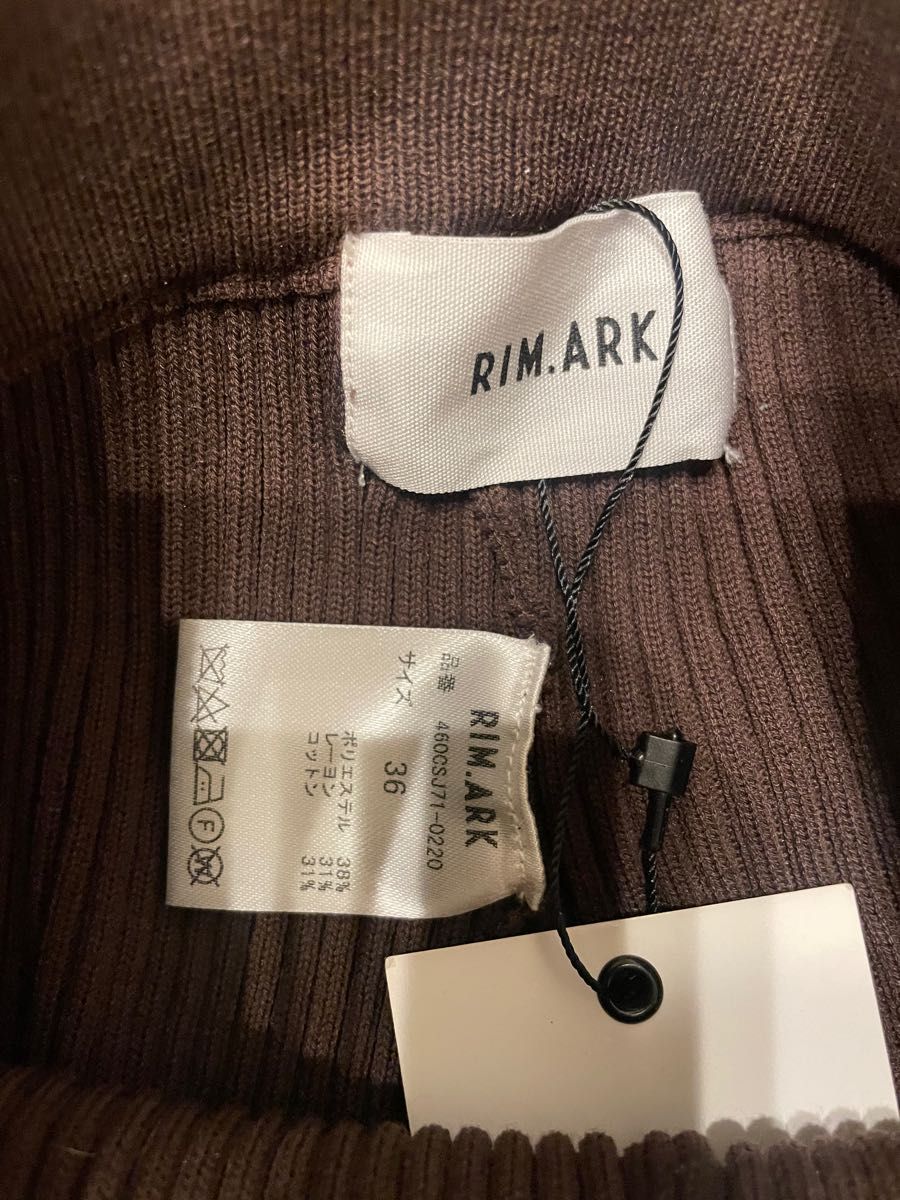 RIM.ARK
RIM.ARK
品番 460CSJ71-0220
サイズ 36
ポリエステル 38%
レーヨン 31%
コットン 31%
F
W